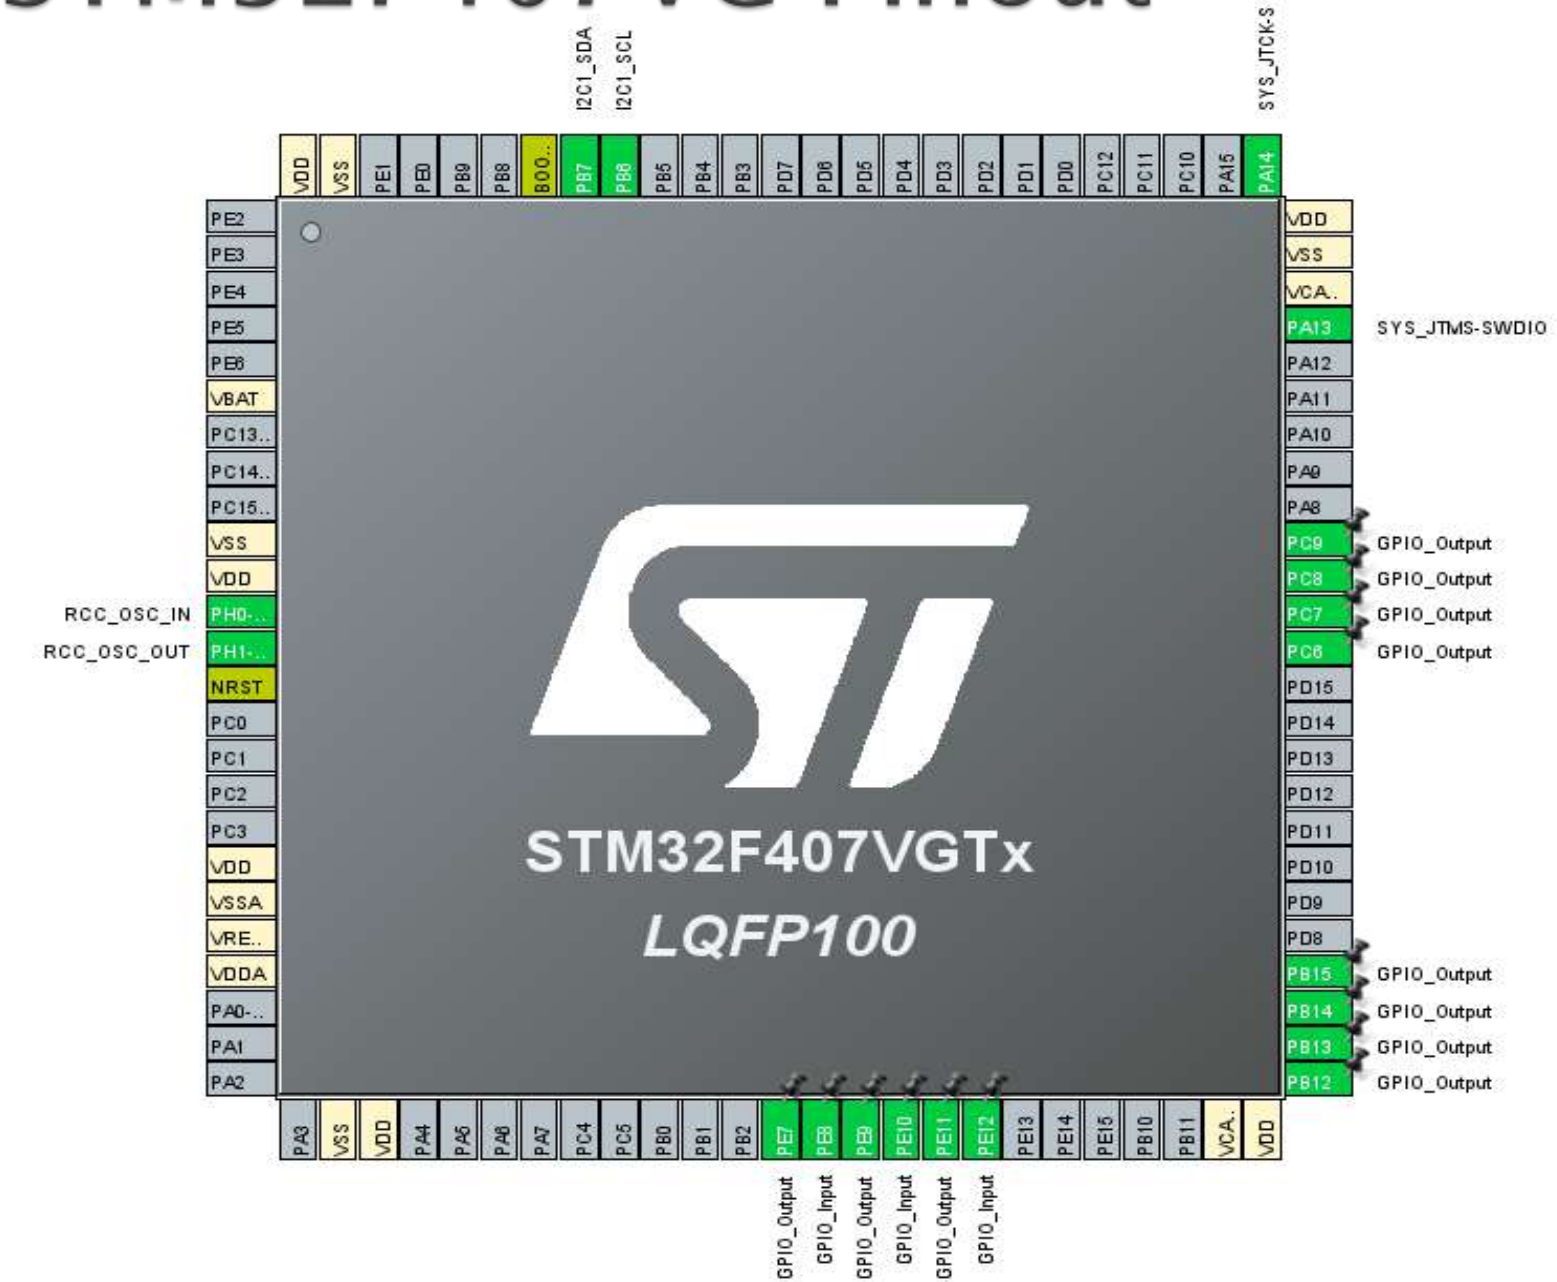 STM32F407VG Pinout
I2C1_SDA
I2C1_SCL
SYS_JTCK-S
VDD
VSS
PE1
PE0
PB9
PB8
BOO..
PB7
PB6
PB5
PB4
PB3
PD7
PD6
PD5
PD4
PD3
PD2
PD1
PD0
PC12
PC11
PC10
PA15
PA14
PE2
PE3
PE4
PE5
PE6
VBAT
PC13..
PC14..
PC15..
VSS
VDD
RCC_OSC_IN PH0-..
RCC_OSC_OUT PH1-..
NRST
PC0
PC1
PC2
PC3
VDD
VSSA
VRE..
VDDA
PA0-..
PA1
PA2
STM32F407VGTx
LQFP100
VDD
VSS
VCA..
PA13 SYS_JTMS-SWDIO
PA12
PA11
PA10
PA9
PA8
PC9 GPIO_Output
PC8 GPIO_Output
PC7 GPIO_Output
PC6 GPIO_Output
PD15
PD14
PD13
PD12
PD11
PD10
PD9
PD8
PB15 GPIO_Output
PB14 GPIO_Output
PB13 GPIO_Output
PB12 GPIO_Output
PA3
VSS
VDD
PA4
PA5
PA6
PA7
PC4
PC5
PB0
PB1
PB2
PE7
PE8
PE9
PE10
PE11
PE12
PE13
PE14
PE15
PB10
PB11
VCA..
VDD
GPIO_Output
GPIO_Input
GPIO_Output
GPIO_Input
GPIO_Output
GPIO_Input